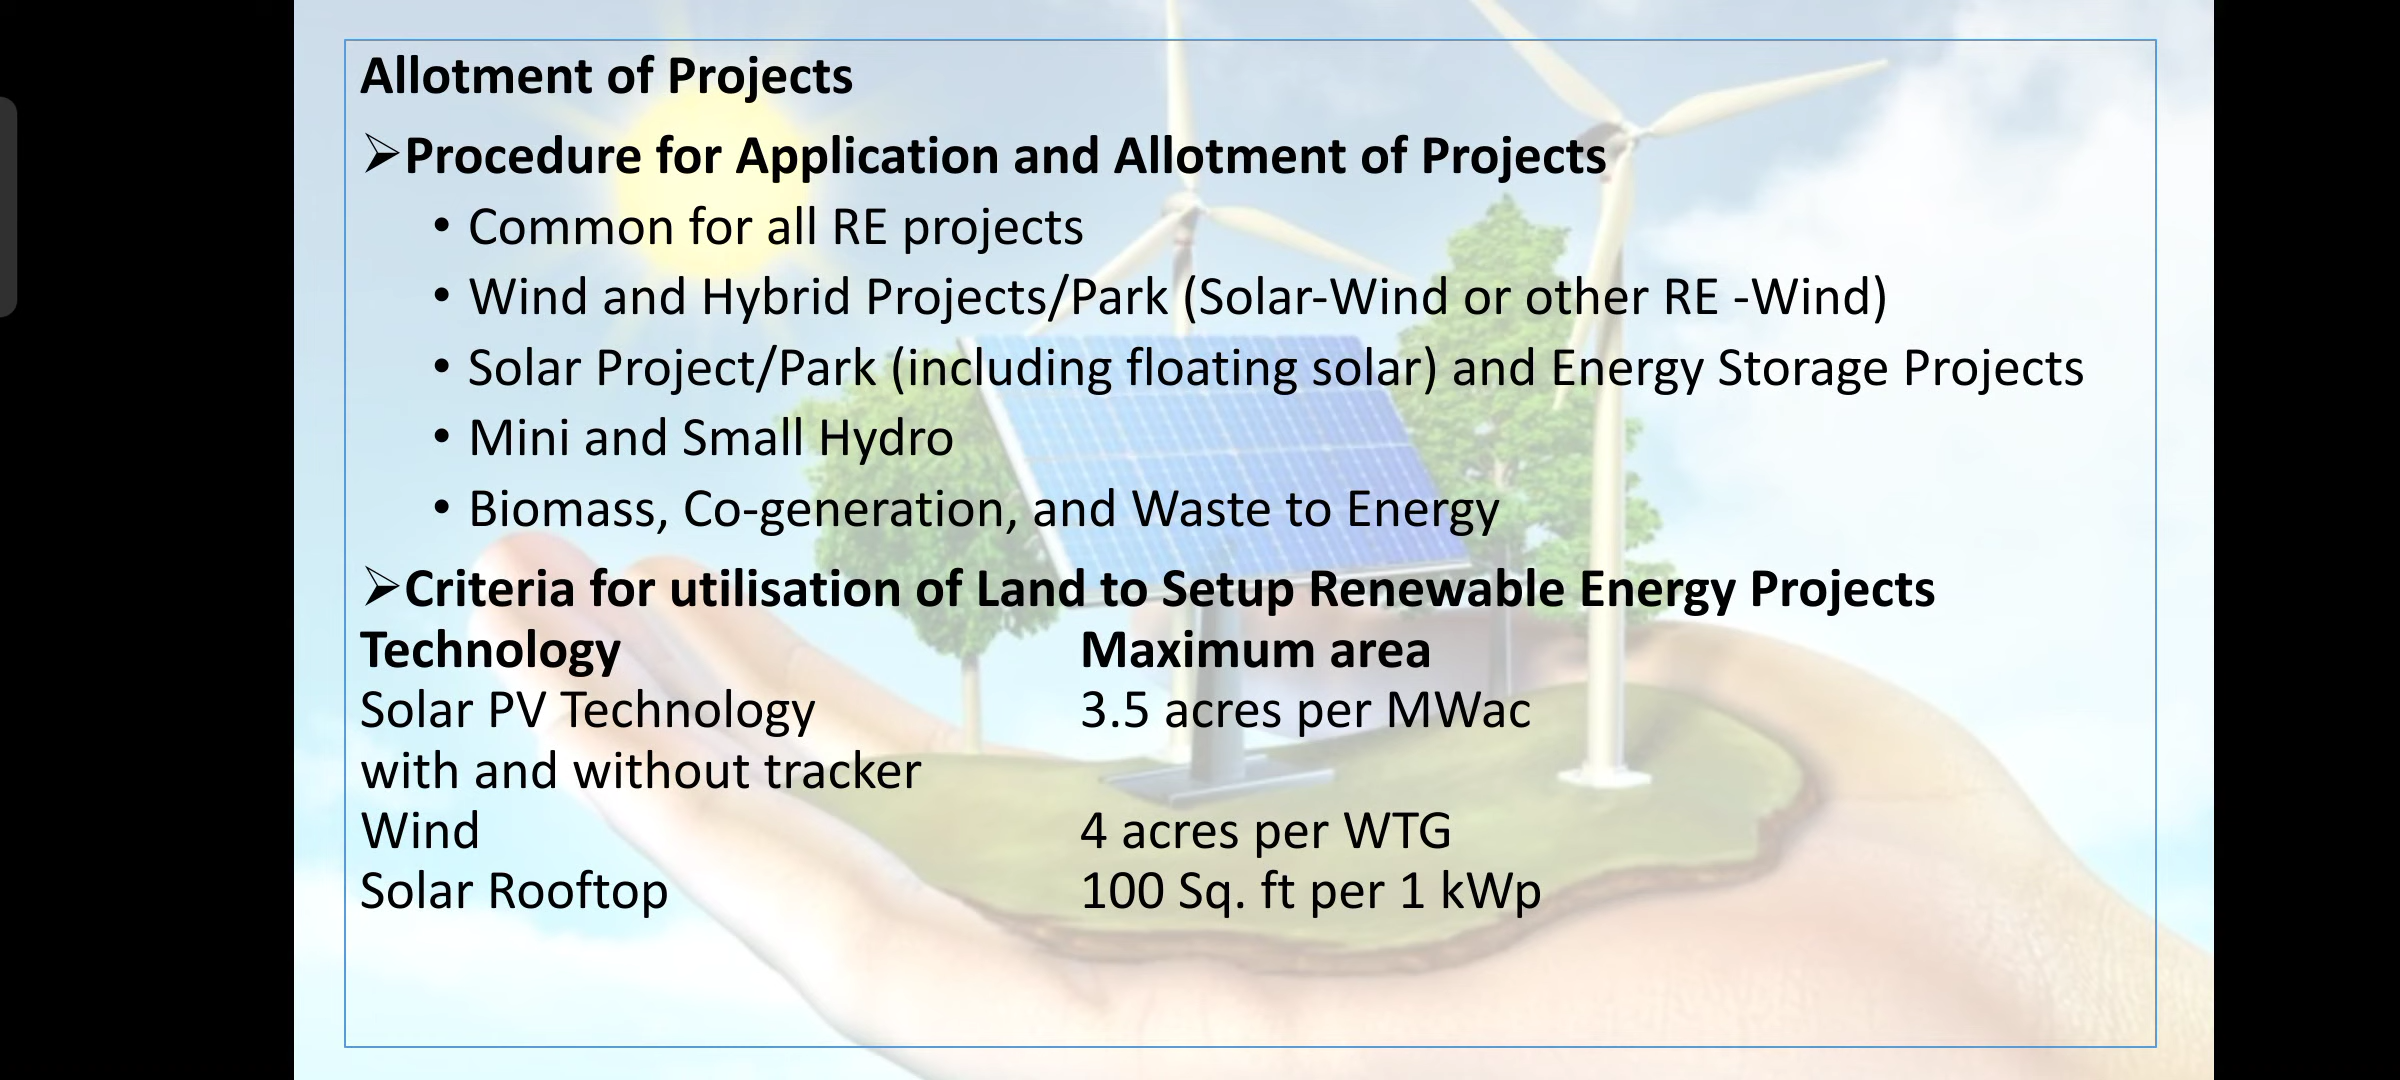 Allotment of Projects
➢Procedure for Application and Allotment of Projects
• Common for all RE projects
• Wind and Hybrid Projects/Park (Solar-Wind or other RE -Wind)
• Solar Project/Park (including floating solar) and Energy Storage Projects
• Mini and Small Hydro
• Biomass, Co-generation, and Waste to Energy
➢Criteria for utilisation of Land to Setup Renewable Energy Projects
Technology Maximum area
Solar PV Technology 3.5 acres per MWac
with and without tracker
Wind 4 acres per WTG
Solar Rooftop 100 Sq. ft per 1 kWp